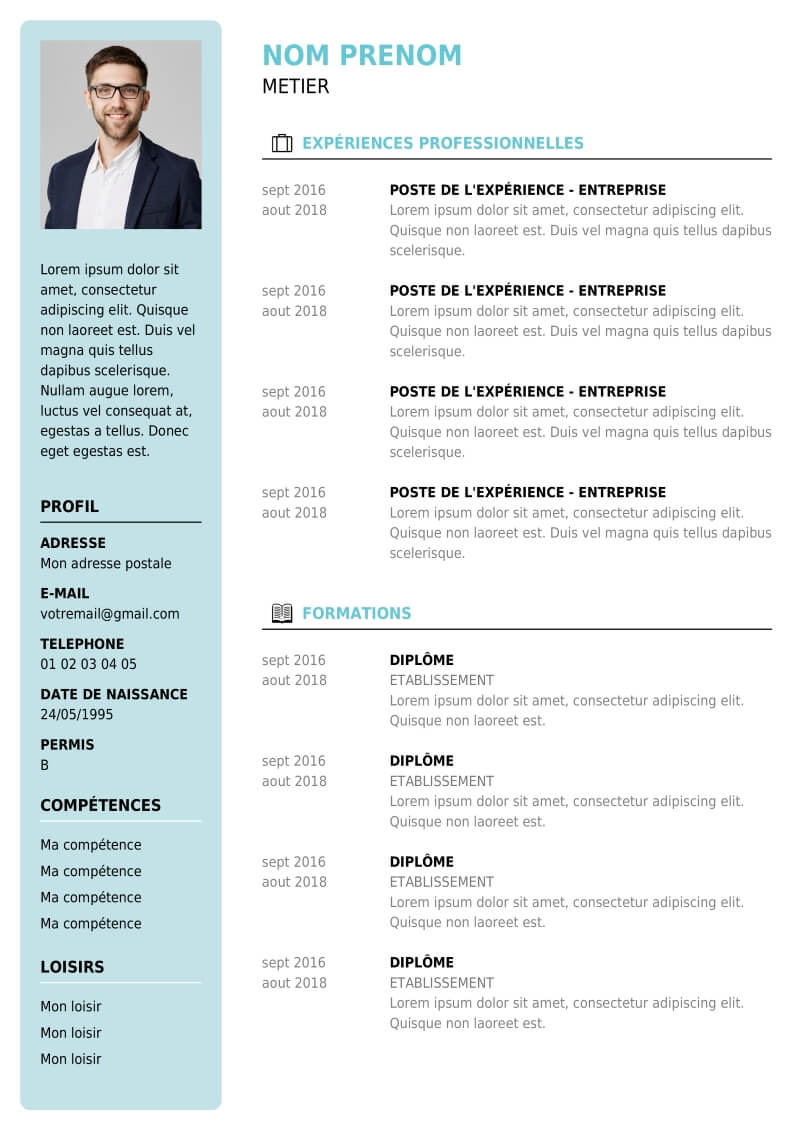 Lorem ipsum dolor sit
amet, consectetur
adipiscing elit. Quisque
non laoreet est. Duis vel
magna quis tellus
dapibus scelerisque.
Nullam augue lorem,
luctus vel consequat at,
egestas a tellus. Donec
eget egestas est.
PROFIL
ADRESSE
Mon adresse postale
E-MAIL
votremail@gmail.com
TELEPHONE
01 02 03 04 05
DATE DE NAISSANCE
24/05/1995
PERMIS
B
COMPÉTENCES
Ma compétence
Ma compétence
Ma compétence
Ma compétence
LOISIRS
Mon loisir
Mon loisir
Mon loisir
NOM PRENOM
METIER
EXPÉRIENCES PROFESSIONNELLES
sept 2016
aout 2018
POSTE DE L'EXPÉRIENCE - ENTREPRISE
Lorem ipsum dolor sit amet, consectetur adipiscing elit.
Quisque non laoreet est. Duis vel magna quis tellus dapibus
scelerisque.
sept 2016
aout 2018
POSTE DE L'EXPÉRIENCE - ENTREPRISE
Lorem ipsum dolor sit amet, consectetur adipiscing elit.
Quisque non laoreet est. Duis vel magna quis tellus dapibus
scelerisque.
sept 2016
aout 2018
POSTE DE L'EXPÉRIENCE - ENTREPRISE
Lorem ipsum dolor sit amet, consectetur adipiscing elit.
Quisque non laoreet est. Duis vel magna quis tellus dapibus
scelerisque.
sept 2016
aout 2018
POSTE DE L'EXPÉRIENCE - ENTREPRISE
Lorem ipsum dolor sit amet, consectetur adipiscing elit.
Quisque non laoreet est. Duis vel magna quis tellus dapibus
scelerisque.
FORMATIONS
sept 2016
aout 2018
DIPLÔME
ETABLISSEMENT
Lorem ipsum dolor sit amet, consectetur adipiscing elit.
Quisque non laoreet est.
sept 2016
aout 2018
DIPLÔME
ETABLISSEMENT
Lorem ipsum dolor sit amet, consectetur adipiscing elit.
Quisque non laoreet est.
sept 2016
aout 2018
DIPLÔME
ETABLISSEMENT
Lorem ipsum dolor sit amet, consectetur adipiscing elit.
Quisque non laoreet est.
sept 2016
aout 2018
DIPLÔME
ETABLISSEMENT
Lorem ipsum dolor sit amet, consectetur adipiscing elit.
Quisque non laoreet est.